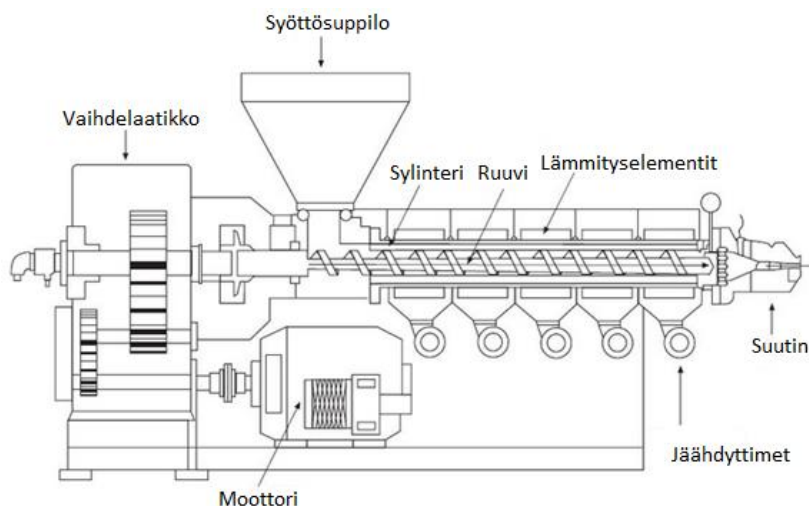 Syöttösuppilo
Vaihdelaatikko
Sylinteri
Ruuvi
Lämmityselementit
Suutin
Jäähdyttimet
Moottori